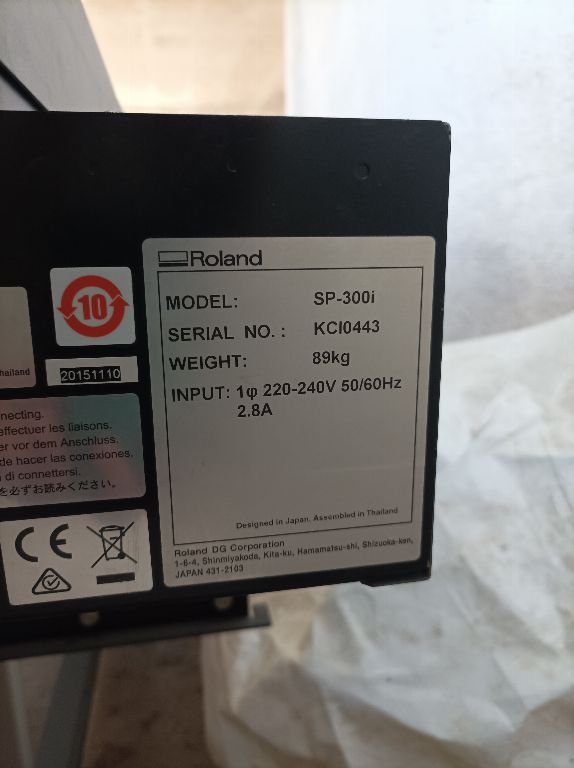 Roland
MODEL: SP-300i
SERIAL NO.: KCI0443
WEIGHT: 89kg
INPUT: 1φ 220-240V 50/60Hz
2.8A
Designed in Japan. Assembled in Thailand
Roland DG Corporation
1-6-4, Shinmiyakoda, Kita-ku, Hamamatsu-shi, Shizuoka-ken,
JAPAN 431-2103
10
hailand
20151110
necting.
effectuer les liaisons.
er vor dem Anschluss.
de hacer las conexiones.
di connettersi.
を必ずお読みください。
CE